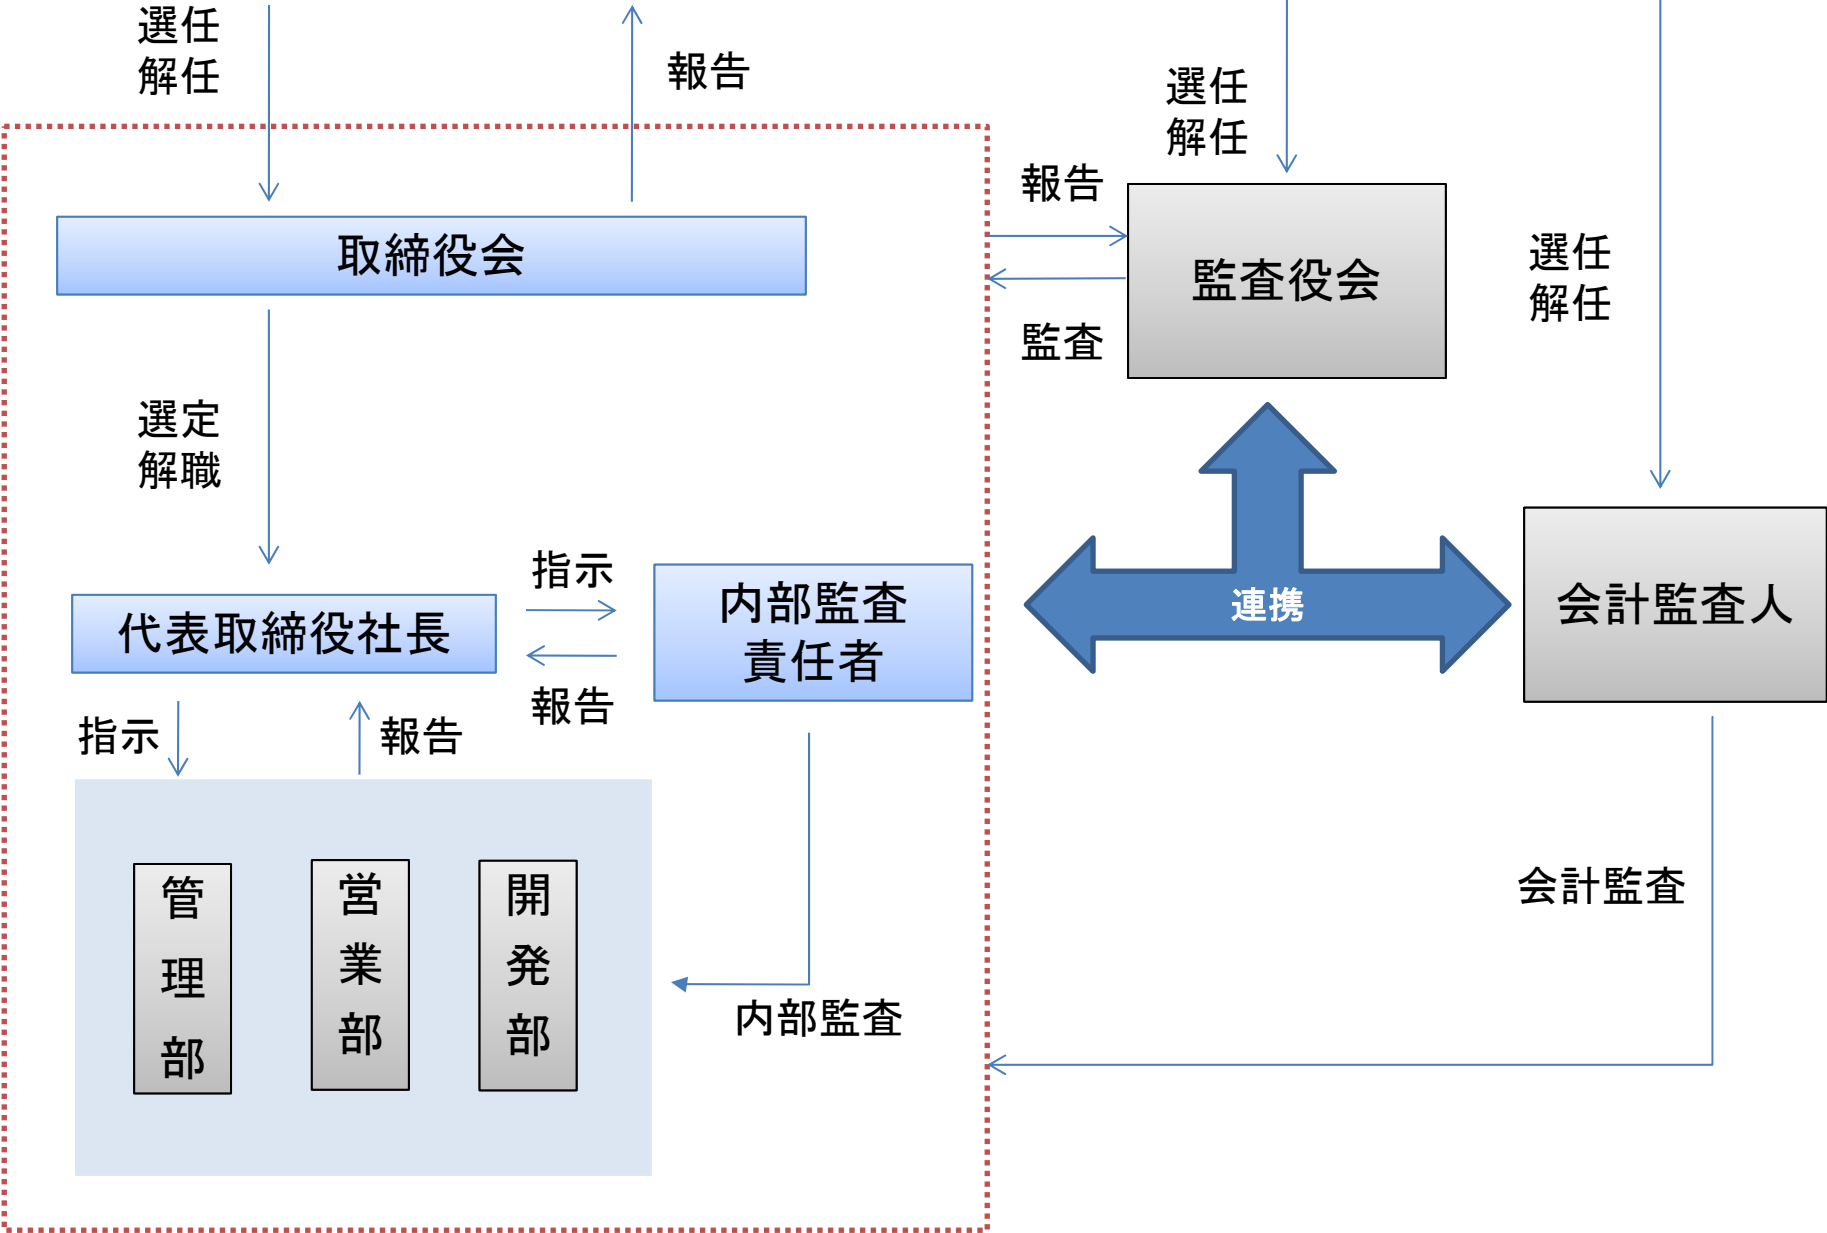 選任
解任
報告
選任
解任
報告
取締役会
監査役会
選任
解任
監査
選定
解職
指示
代表取締役社長
内部監査
責任者
連携
会計監査人
報告
指示
報告
管理部
営業部
開発部
会計監査
内部監査